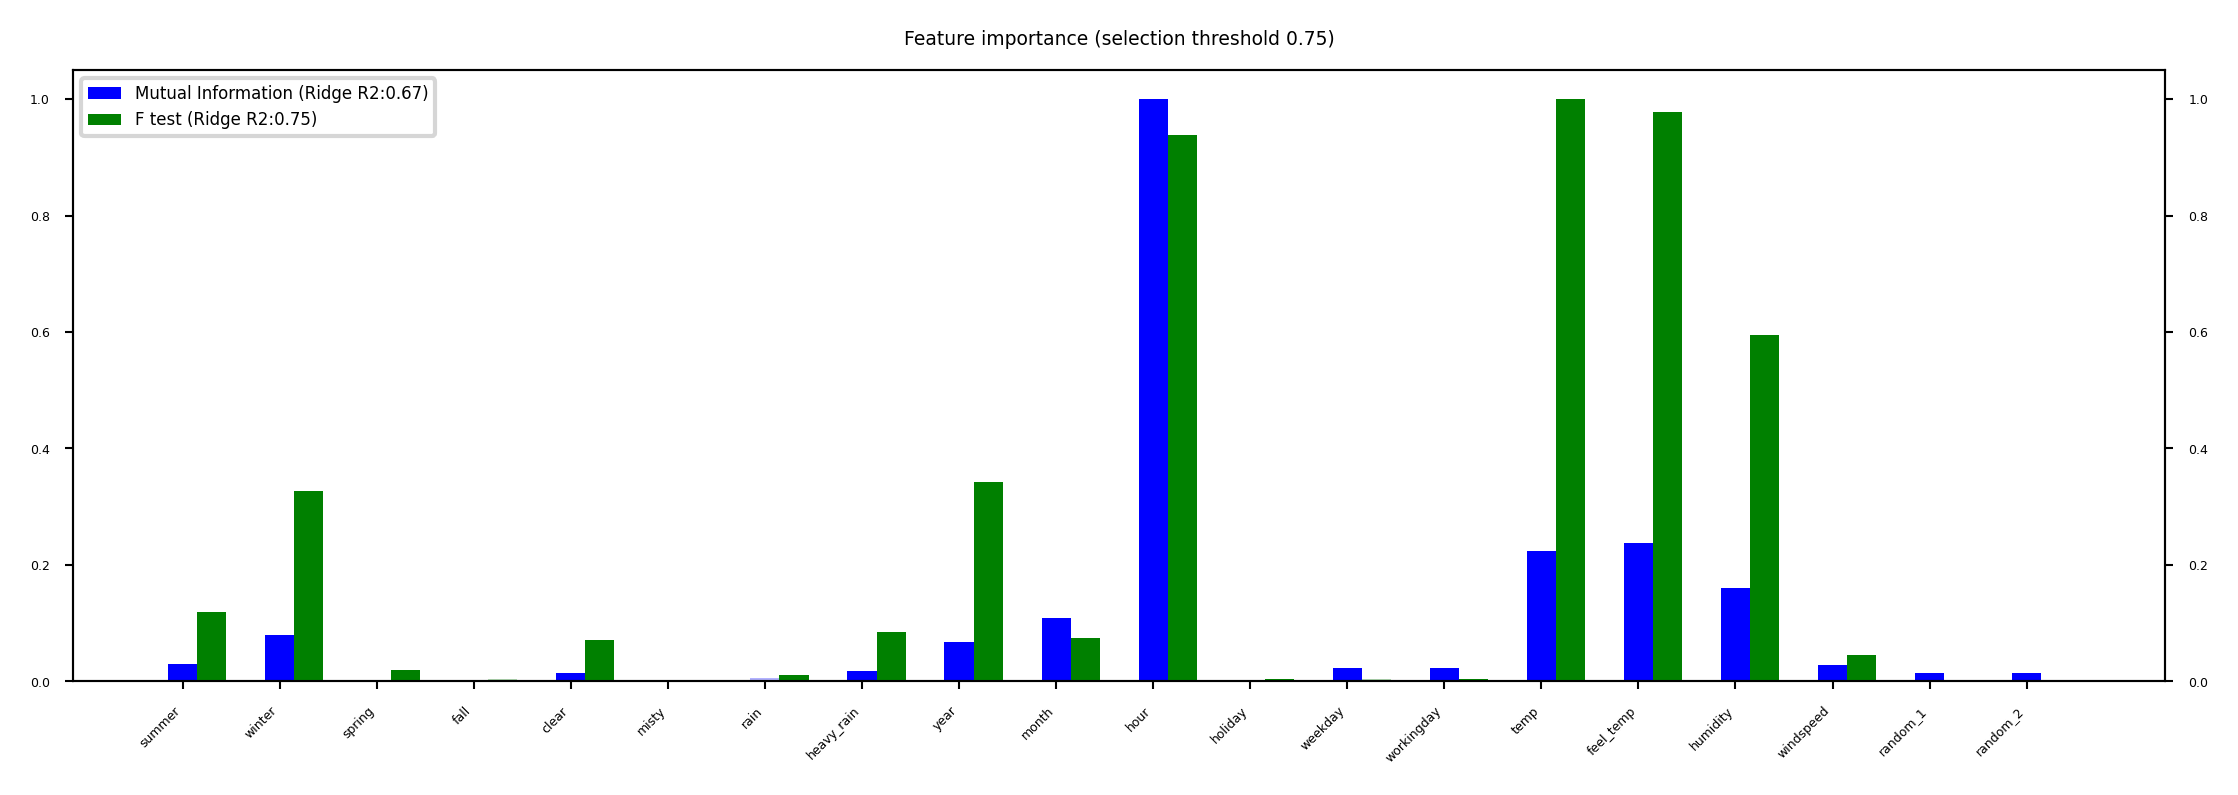 Feature importance (selection threshold 0.75)
Mutual Information (Ridge R2:0.67)
F test (Ridge R2:0.75)
1.0
0.8
0.6
0.4
0.2
0.0
1.0
0.8
0.6
0.4
0.2
0.0
summer
winter
spring
fall
clear
misty
rain
heavy_rain
year
month
hour
holiday
weekday
workingday
temp
feel_temp
humidity
windspeed
random_1
random_2